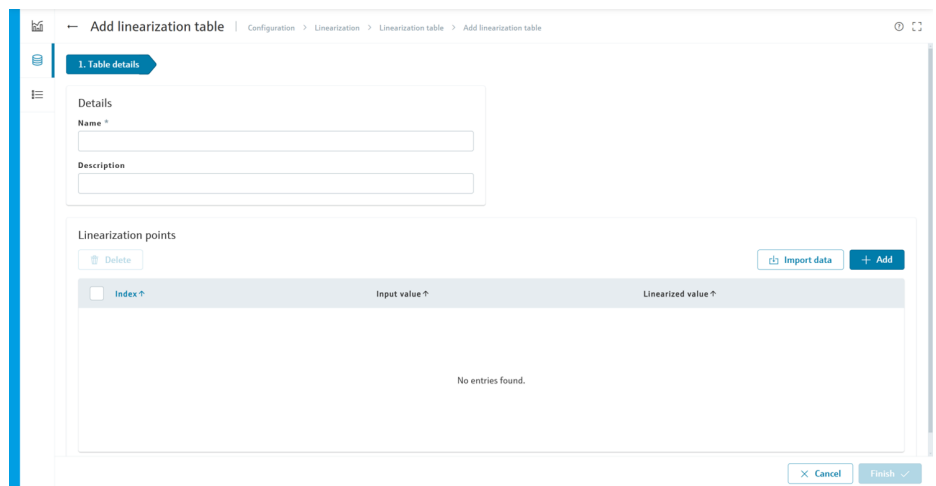 ← Add linearization table | Configuration > Linearization > Linearization table > Add linearization table
1. Table details
Details
Name *
Description
Linearization points
Delete
Import data
+ Add
Index ↑ Input value ↑ Linearized value ↑
No entries found.
× Cancel
Finish ✓